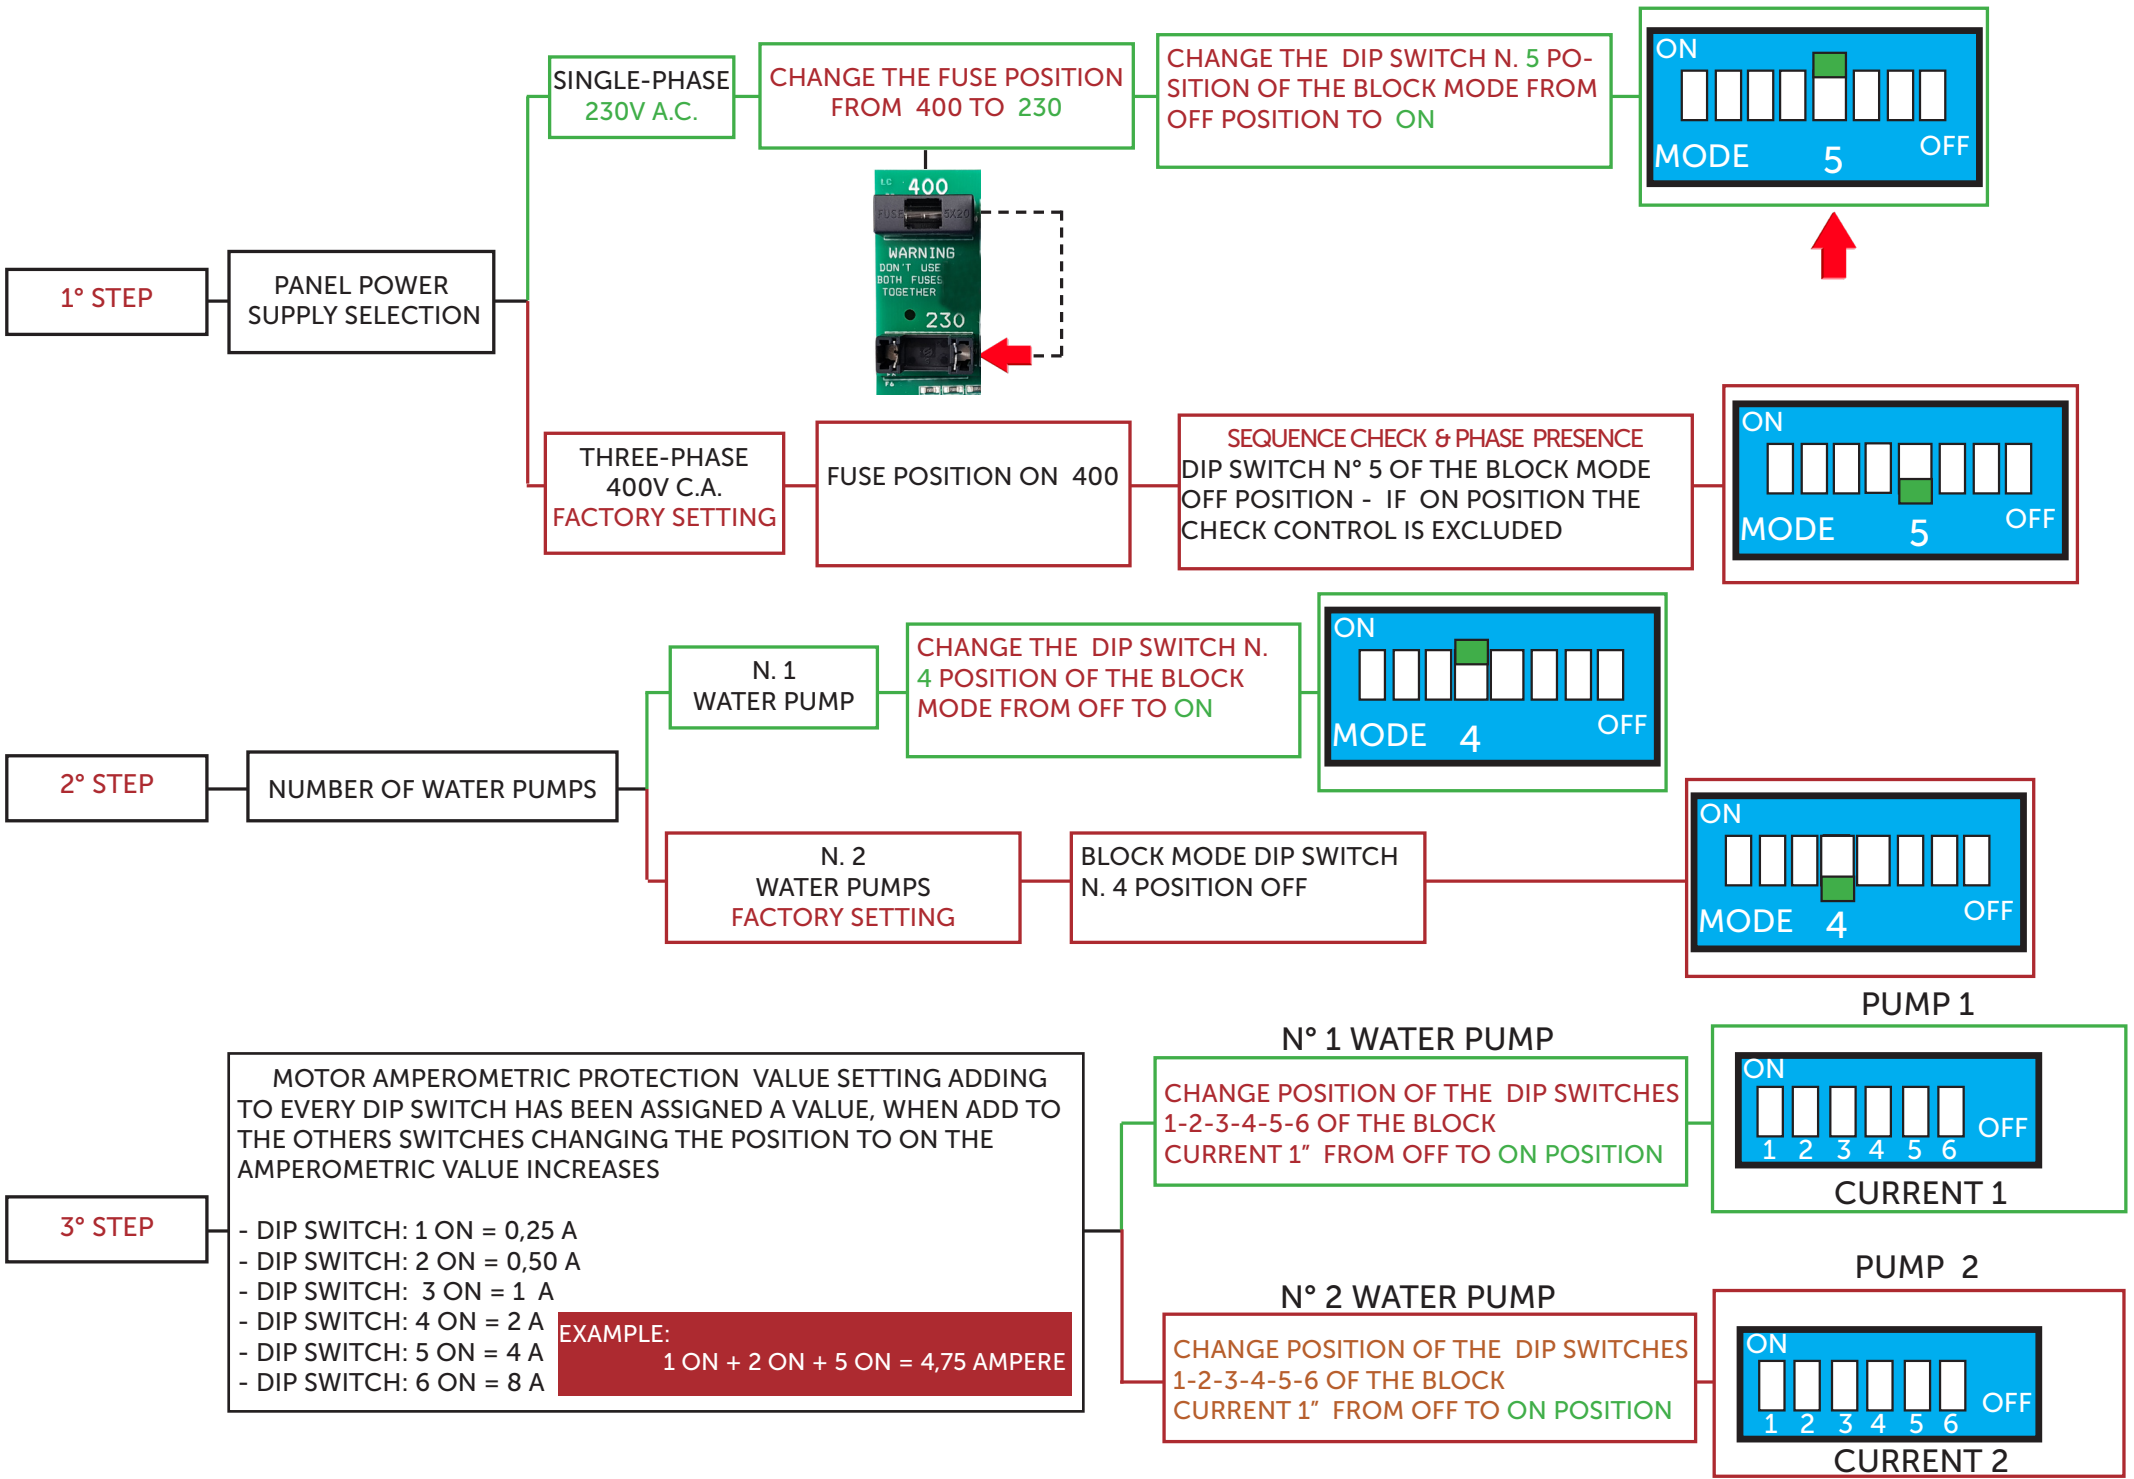 SINGLE-PHASE
230V A.C.
CHANGE THE FUSE POSITION
FROM 400 TO 230
CHANGE THE DIP SWITCH N. 5 PO-
SITION OF THE BLOCK MODE FROM
OFF POSITION TO ON
ON
MODE 5 OFF
LC 400
FUSE 5X20
WARNING
DON'T USE
BOTH FUSES
TOGETHER
230
F6
1° STEP
PANEL POWER
SUPPLY SELECTION
THREE-PHASE
400V C.A.
FACTORY SETTING
FUSE POSITION ON 400
SEQUENCE CHECK & PHASE PRESENCE
DIP SWITCH N° 5 OF THE BLOCK MODE
OFF POSITION - IF ON POSITION THE
CHECK CONTROL IS EXCLUDED
ON
MODE 5 OFF
2° STEP
NUMBER OF WATER PUMPS
N. 1
WATER PUMP
CHANGE THE DIP SWITCH N.
4 POSITION OF THE BLOCK
MODE FROM OFF TO ON
ON
MODE 4 OFF
N. 2
WATER PUMPS
FACTORY SETTING
BLOCK MODE DIP SWITCH
N. 4 POSITION OFF
ON
MODE 4 OFF
3° STEP
MOTOR AMPEROMETRIC PROTECTION VALUE SETTING ADDING
TO EVERY DIP SWITCH HAS BEEN ASSIGNED A VALUE, WHEN ADD TO
THE OTHERS SWITCHES CHANGING THE POSITION TO ON THE
AMPEROMETRIC VALUE INCREASES
- DIP SWITCH: 1 ON = 0,25 A
- DIP SWITCH: 2 ON = 0,50 A
- DIP SWITCH: 3 ON = 1 A
- DIP SWITCH: 4 ON = 2 A
- DIP SWITCH: 5 ON = 4 A
- DIP SWITCH: 6 ON = 8 A
EXAMPLE:
1 ON + 2 ON + 5 ON = 4,75 AMPERE
N° 1 WATER PUMP
CHANGE POSITION OF THE DIP SWITCHES
1-2-3-4-5-6 OF THE BLOCK
CURRENT 1” FROM OFF TO ON POSITION
PUMP 1
ON
OFF
1 2 3 4 5 6
CURRENT 1
N° 2 WATER PUMP
CHANGE POSITION OF THE DIP SWITCHES
1-2-3-4-5-6 OF THE BLOCK
CURRENT 1” FROM OFF TO ON POSITION
PUMP 2
ON
OFF
1 2 3 4 5 6
CURRENT 2